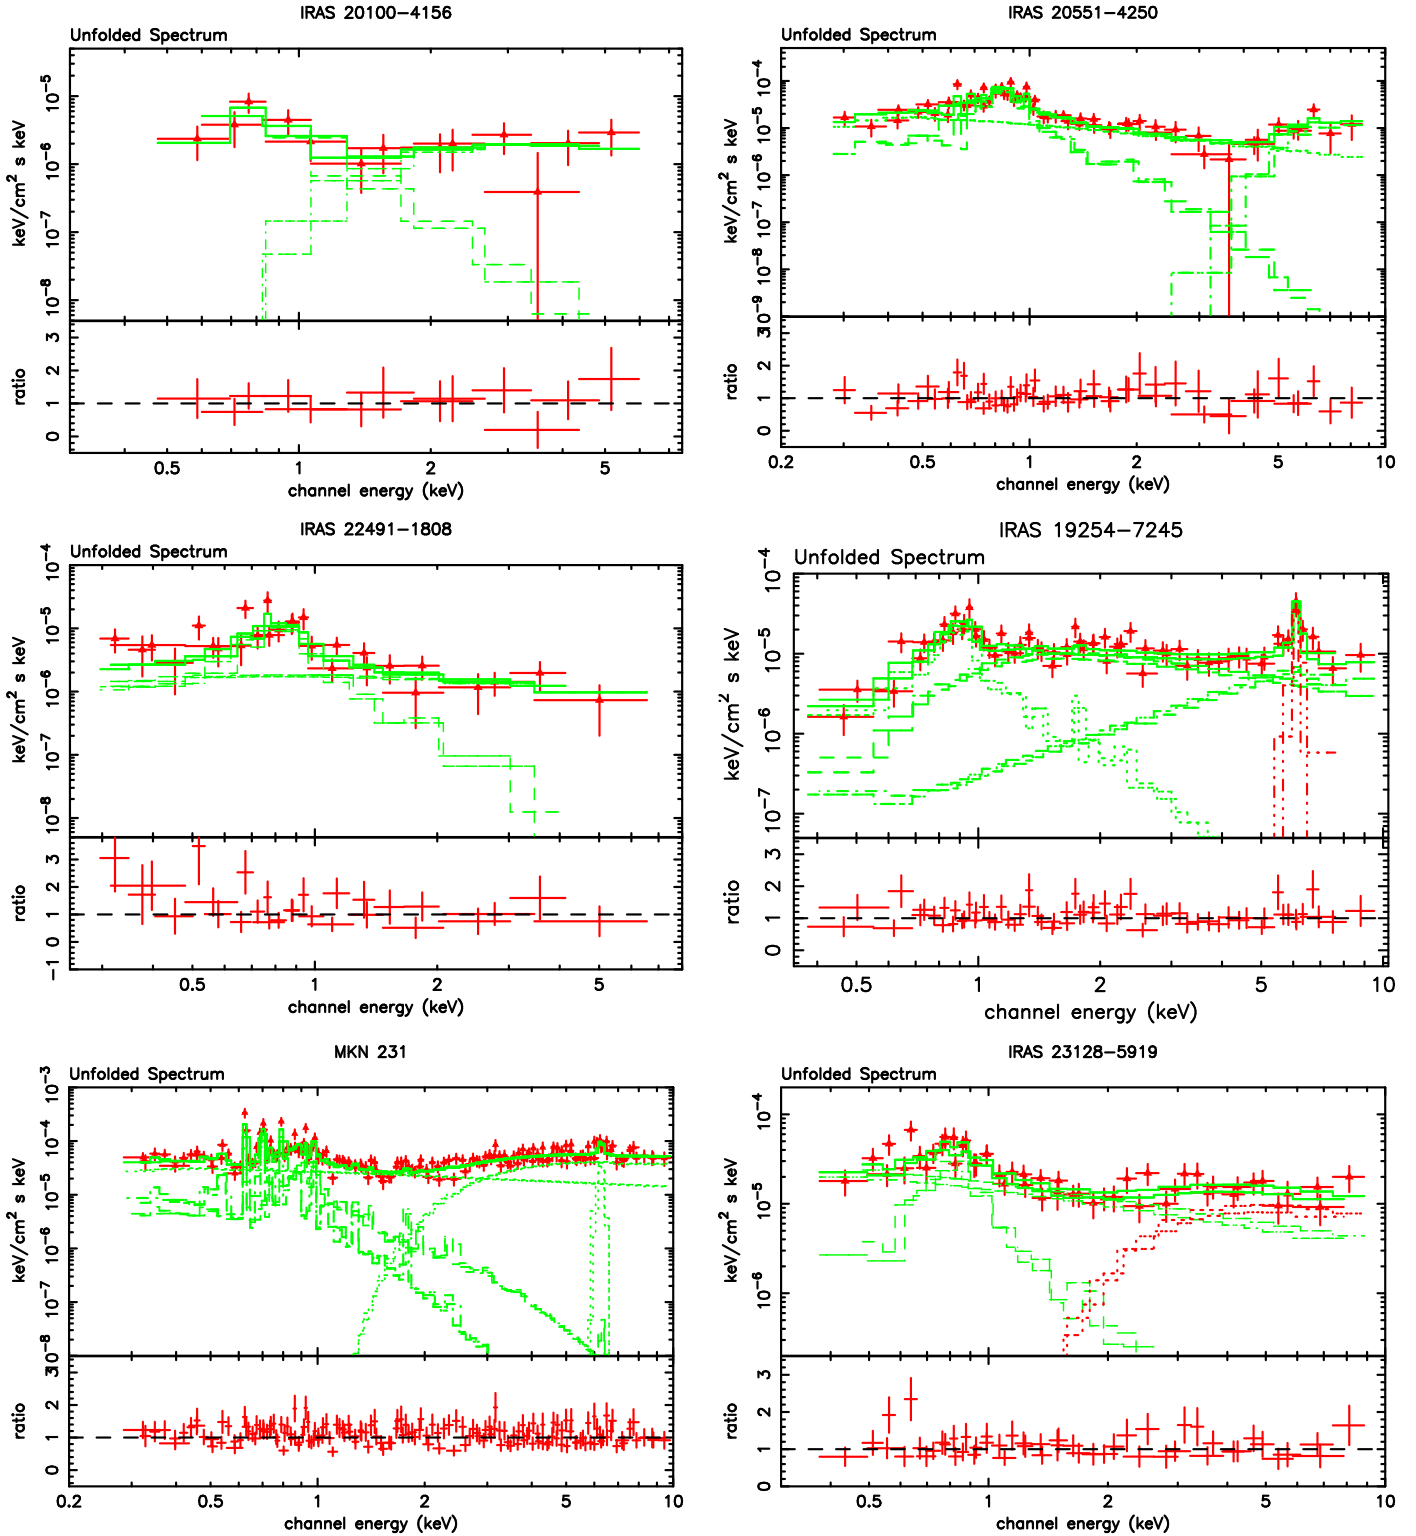 IRAS 20100−4156
Unfolded Spectrum
keV/cm² s keV
10⁻⁵
10⁻⁶
10⁻⁷
10⁻⁸
ratio
3
2
1
0
0.5 1 2 5
channel energy (keV)
IRAS 20551−4250
Unfolded Spectrum
keV/cm² s keV
10⁻⁴
10⁻⁵
10⁻⁶
10⁻⁷
10⁻⁸
10⁻⁹
ratio
3
2
1
0
0.2 0.5 1 2 5 10
channel energy (keV)
IRAS 22491−1808
Unfolded Spectrum
keV/cm² s keV
10⁻⁴
10⁻⁵
10⁻⁶
10⁻⁷
10⁻⁸
ratio
3
2
1
0
−1
0.5 1 2 5
channel energy (keV)
IRAS 19254−7245
Unfolded Spectrum
keV/cm² s keV
10⁻⁴
10⁻⁵
10⁻⁶
10⁻⁷
ratio
3
2
1
0
0.5 1 2 5 10
channel energy (keV)
MKN 231
Unfolded Spectrum
keV/cm² s keV
10⁻³
10⁻⁴
10⁻⁵
10⁻⁶
10⁻⁷
10⁻⁸
ratio
3
2
1
0
0.2 0.5 1 2 5 10
channel energy (keV)
IRAS 23128−5919
Unfolded Spectrum
keV/cm² s keV
10⁻⁴
10⁻⁵
10⁻⁶
ratio
3
2
1
0
0.5 1 2 5 10
channel energy (keV)